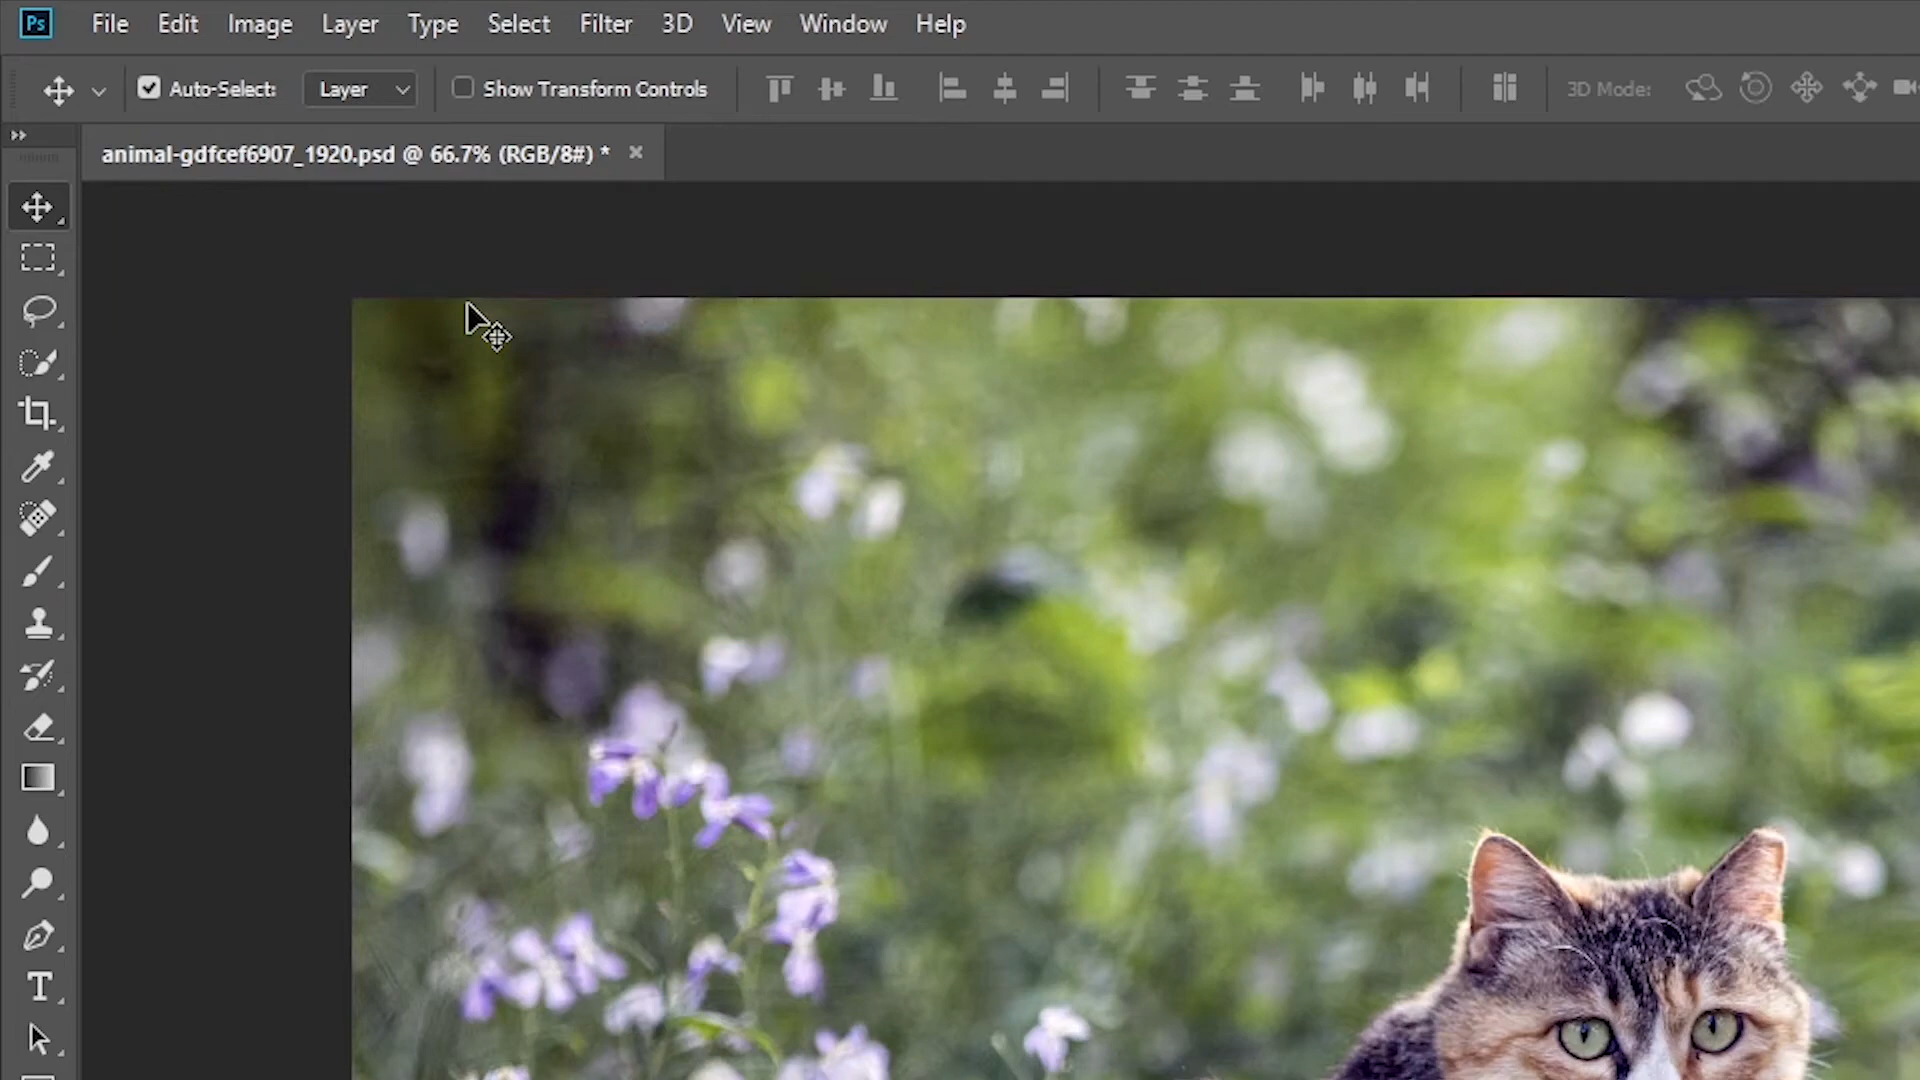 Ps File Edit Image Layer Type Select Filter 3D View Window Help
Auto-Select: Layer Show Transform Controls 3D Mode:
animal-gdfcef6907_1920.psd @ 66.7% (RGB/8#) *